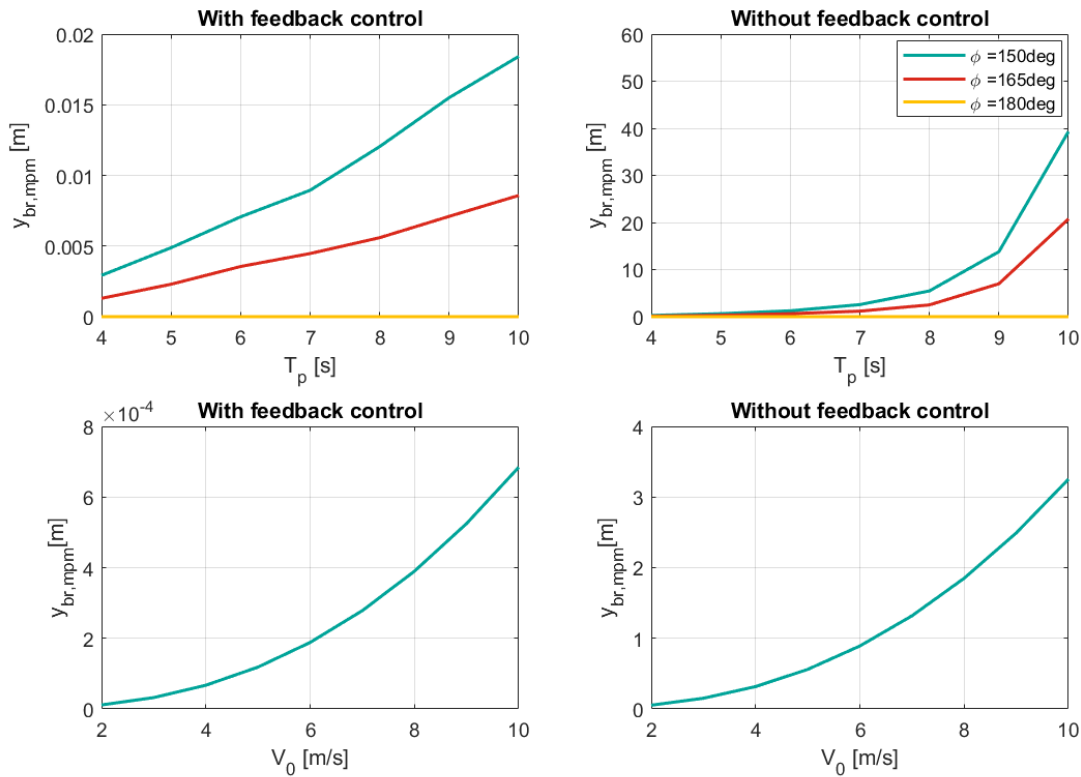 With feedback control
0.02
0.015
0.01
0.005
0
y_br,mpm [m]
4 5 6 7 8 9 10
T_p [s]
Without feedback control
60
50
40
30
20
10
0
y_br,mpm [m]
ϕ =150deg
ϕ =165deg
ϕ =180deg
4 5 6 7 8 9 10
T_p [s]
With feedback control
×10^-4
8
6
4
2
0
y_br,mpm[m]
2 4 6 8 10
V_0 [m/s]
Without feedback control
4
3
2
1
0
y_br,mpm[m]
2 4 6 8 10
V_0 [m/s]